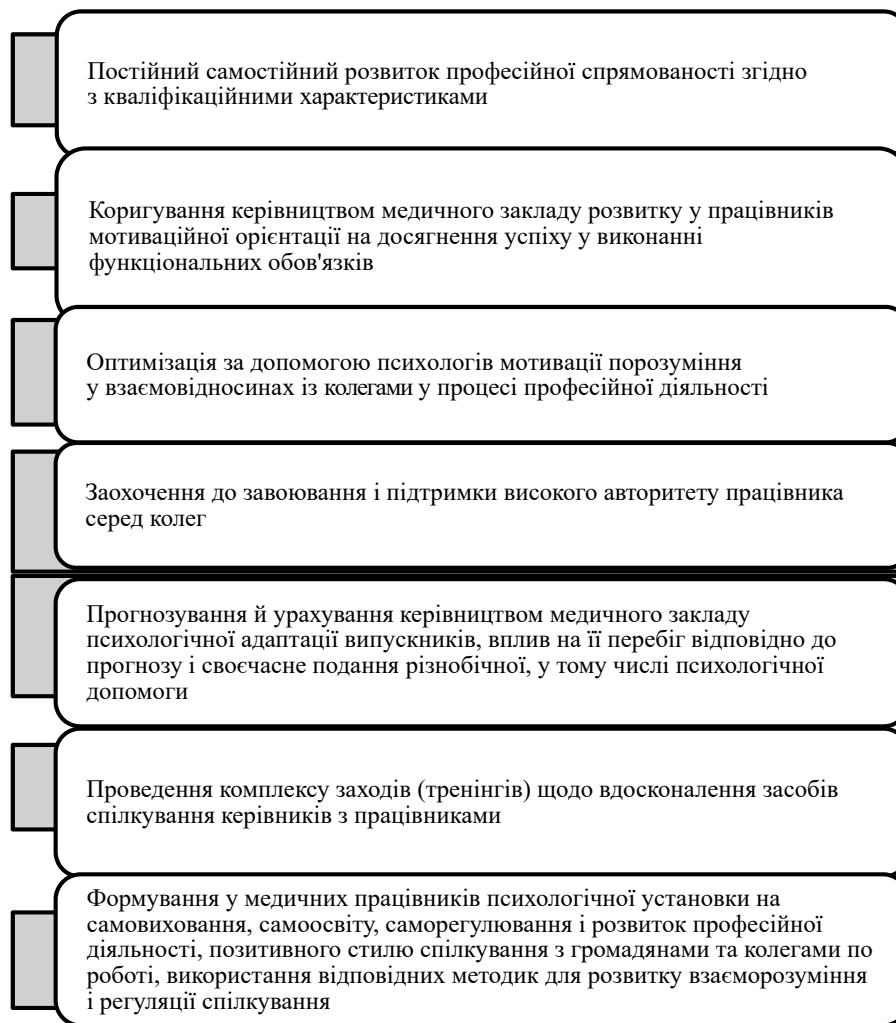 Постійний самостійний розвиток професійної спрямованості згідно
з кваліфікаційними характеристиками
Коригування керівництвом медичного закладу розвитку у працівників
мотиваційної орієнтації на досягнення успіху у виконанні
функціональних обов'язків
Оптимізація за допомогою психологів мотивації порозуміння
у взаємовідносинах із колегами у процесі професійної діяльності
Заохочення до завоювання і підтримки високого авторитету працівника
серед колег
Прогнозування й урахування керівництвом медичного закладу
психологічної адаптації випускників, вплив на її перебіг відповідно до
прогнозу і своєчасне подання різнобічної, у тому числі психологічної
допомоги
Проведення комплексу заходів (тренінгів) щодо вдосконалення засобів
спілкування керівників з працівниками
Формування у медичних працівників психологічної установки на
самовиховання, самоосвіту, саморегулювання і розвиток професійної
діяльності, позитивного стилю спілкування з громадянами та колегами по
роботі, використання відповідних методик для розвитку взаєморозуміння
і регуляції спілкування